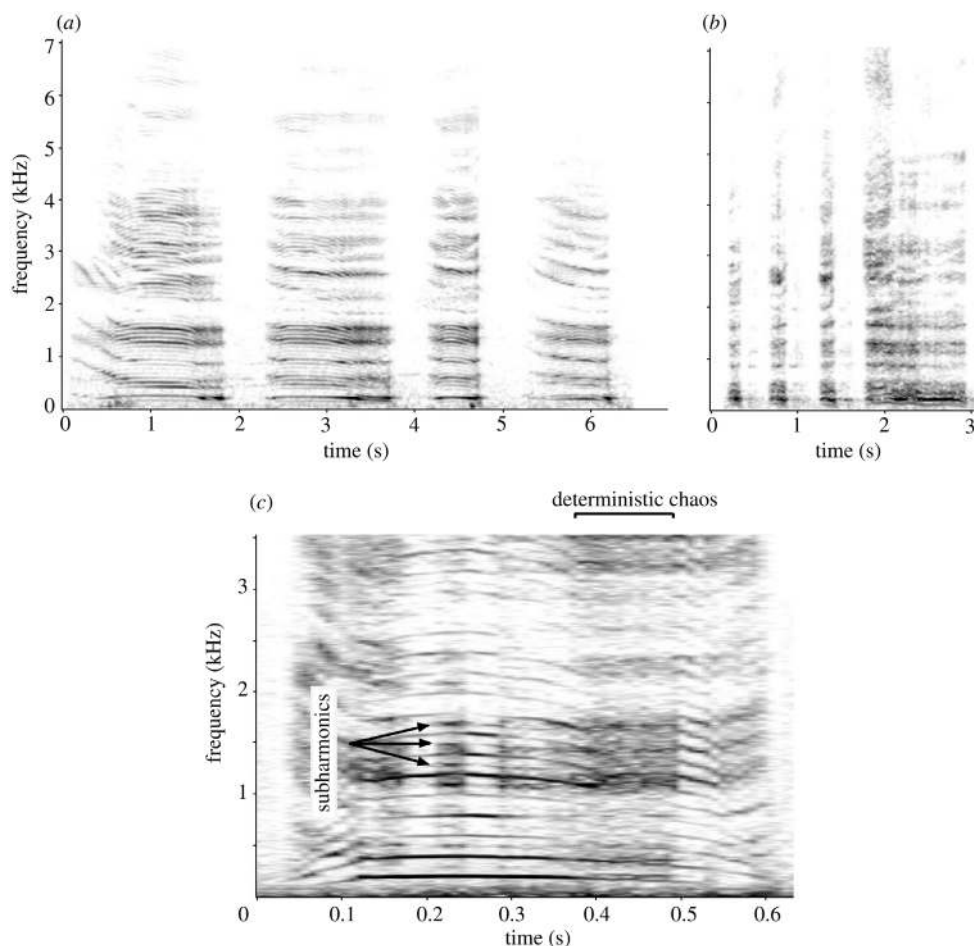 (a)
(b)
7
6
5
4
3
2
1
0
frequency (kHz)
0 1 2 3 4 5 6
time (s)
0 1 2 3
time (s)
(c)
deterministic chaos
3
2
1
0
frequency (kHz)
subharmonics
0.1 0.2 0.3 0.4 0.5 0.6
time (s)